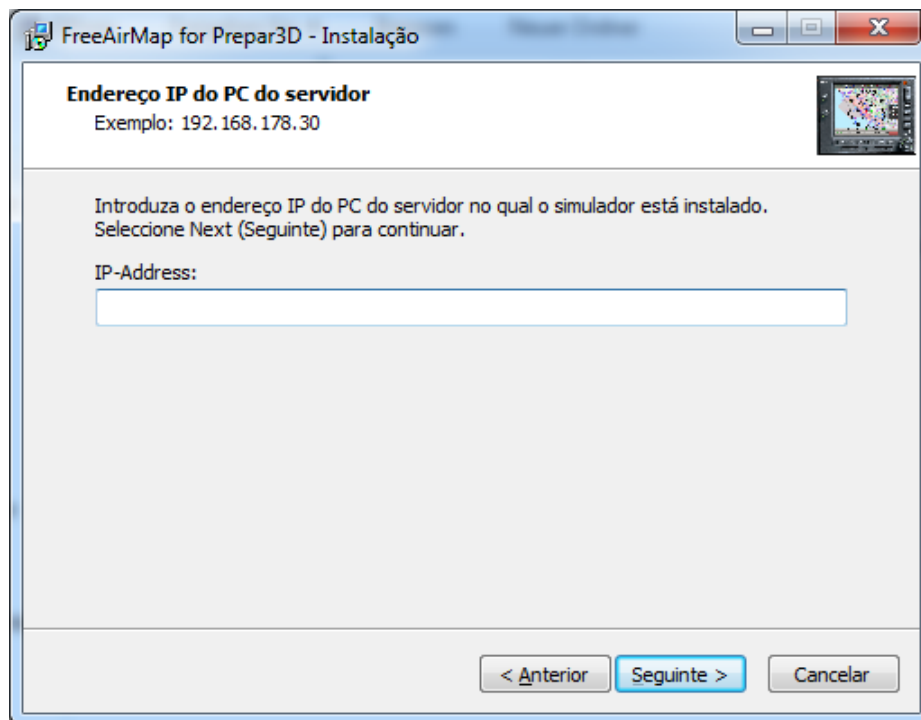 FreeAirMap for Prepar3D - Instalação
Endereço IP do PC do servidor
Exemplo: 192.168.178.30
Introduza o endereço IP do PC do servidor no qual o simulador está instalado.
Seleccione Next (Seguinte) para continuar.
IP-Address:
< Anterior
Seguinte >
Cancelar